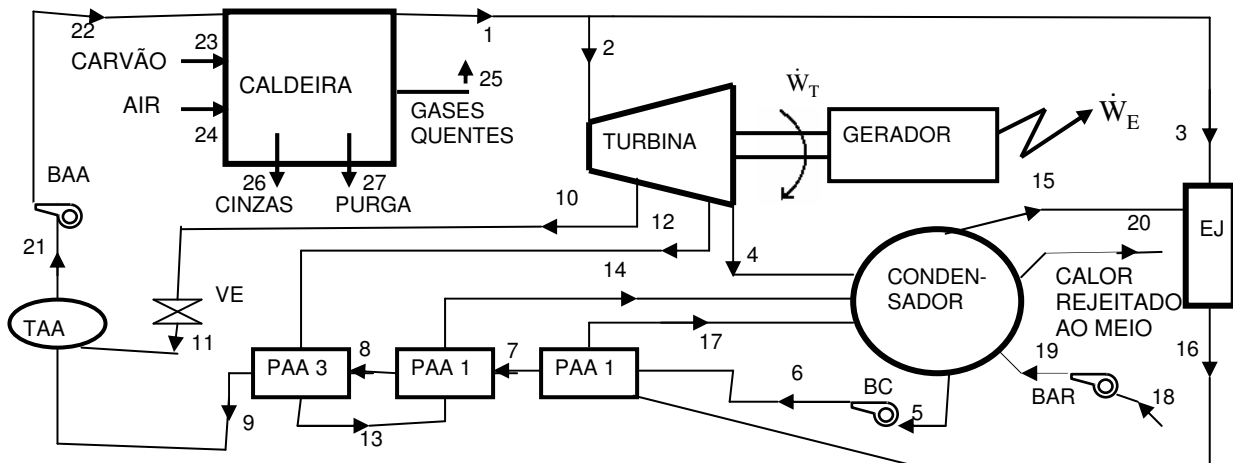 22
23
CARVÃO
AIR
24
CALDEIRA
25
GASES
QUENTES
26
CINZAS
27
PURGA
1
2
TURBINA
Ẇ_T
GERADOR
Ẇ_E
3
BAA
21
TAA
VE
10
11
12
4
14
15
20
EJ
CONDEN-
SADOR
CALOR
REJEITADO
AO MEIO
16
17
19
BAR
18
PAA 3
8
PAA 1
7
PAA 1
6
BC
5
9
13